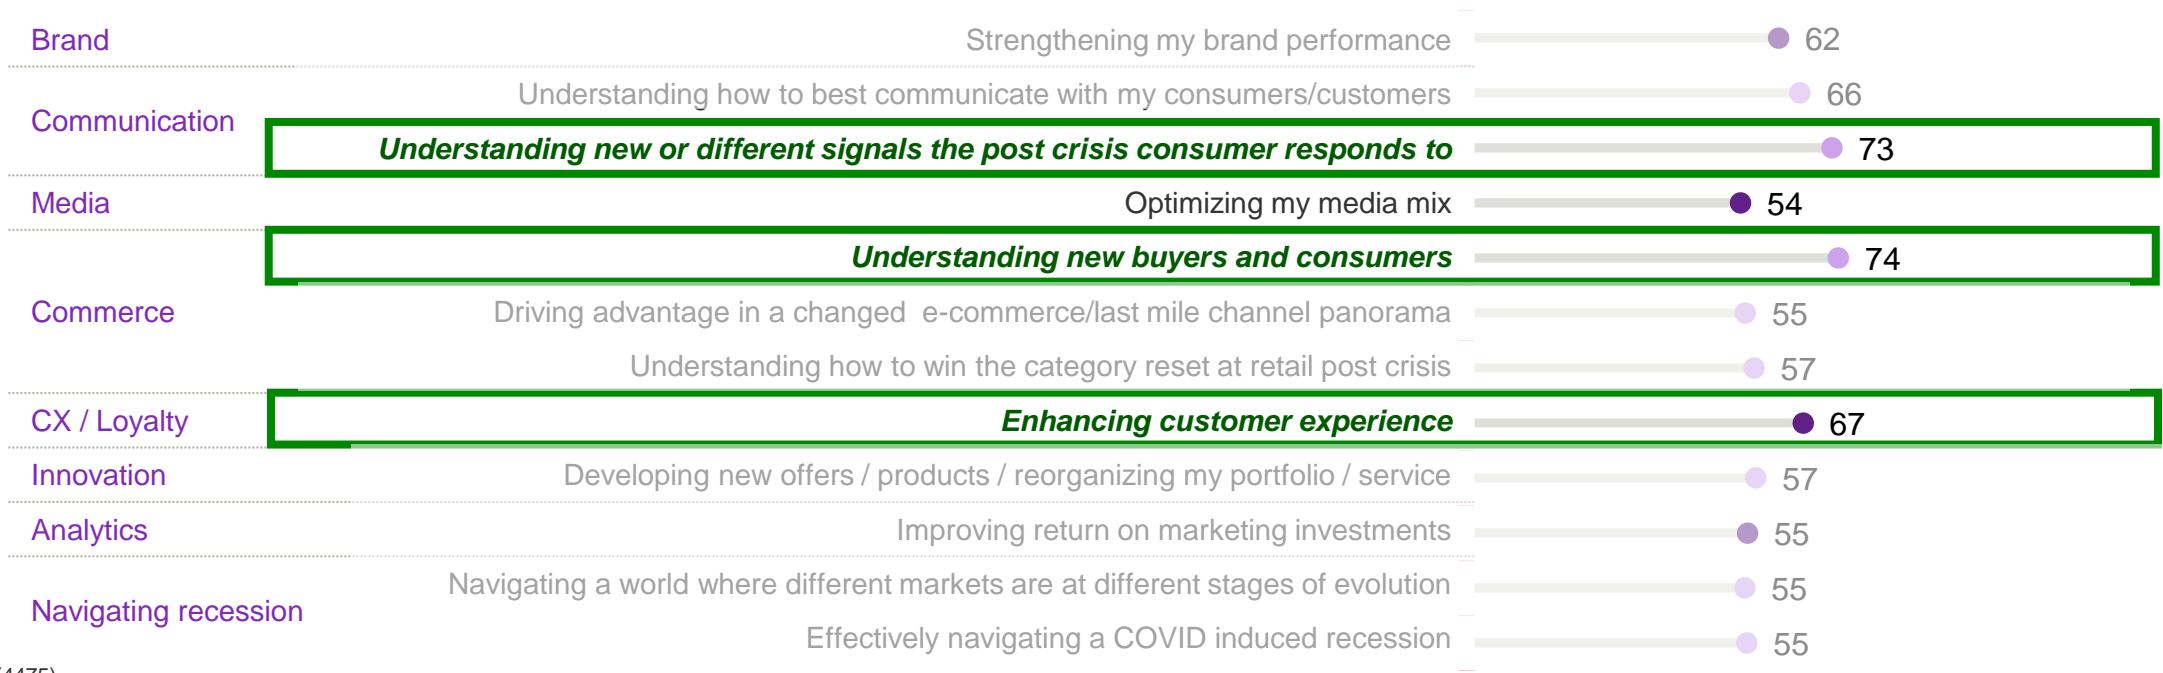 Brand
Strengthening my brand performance 62
Communication
Understanding how to best communicate with my consumers/customers 66
Understanding new or different signals the post crisis consumer responds to 73
Media
Optimizing my media mix 54
Commerce
Understanding new buyers and consumers 74
Driving advantage in a changed e-commerce/last mile channel panorama 55
Understanding how to win the category reset at retail post crisis 57
CX / Loyalty
Enhancing customer experience 67
Innovation
Developing new offers / products / reorganizing my portfolio / service 57
Analytics
Improving return on marketing investments 55
Navigating recession
Navigating a world where different markets are at different stages of evolution 55
Effectively navigating a COVID induced recession 55